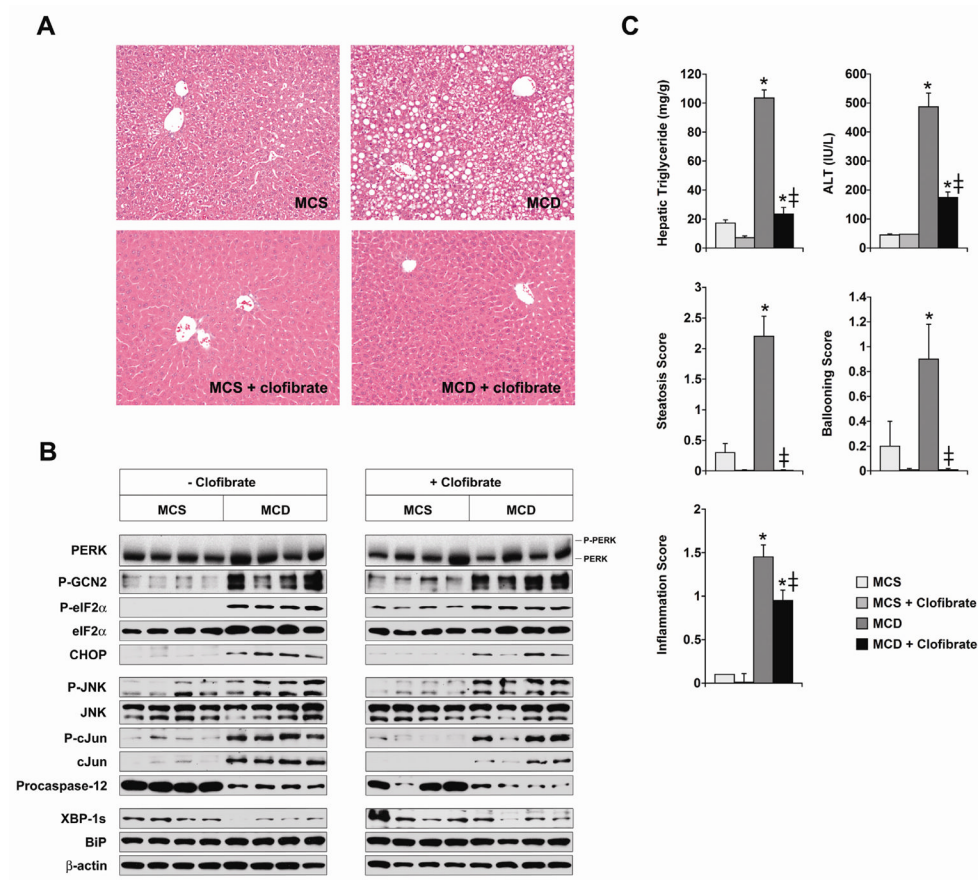 A
MCS
MCD
MCS + clofibrate
MCD + clofibrate
B
- Clofibrate
+ Clofibrate
MCS
MCD
MCS
MCD
PERK
P-PERK
PERK
P-GCN2
P-eIF2α
eIF2α
CHOP
P-JNK
JNK
P-cJun
cJun
Procaspase-12
XBP-1s
BiP
β-actin
C
Hepatic Triglyceride (mg/g)
120
100
80
60
40
20
0
*
*‡
ALT (IU/L)
600
500
400
300
200
100
0
*
*‡
Steatosis Score
3
2.5
2
1.5
1
0.5
0
*
‡
Ballooning Score
1.4
1.2
1
0.8
0.6
0.4
0.2
0
*
‡
Inflammation Score
2
1.5
1
0.5
0
*
*‡
MCS
MCS + Clofibrate
MCD
MCD + Clofibrate